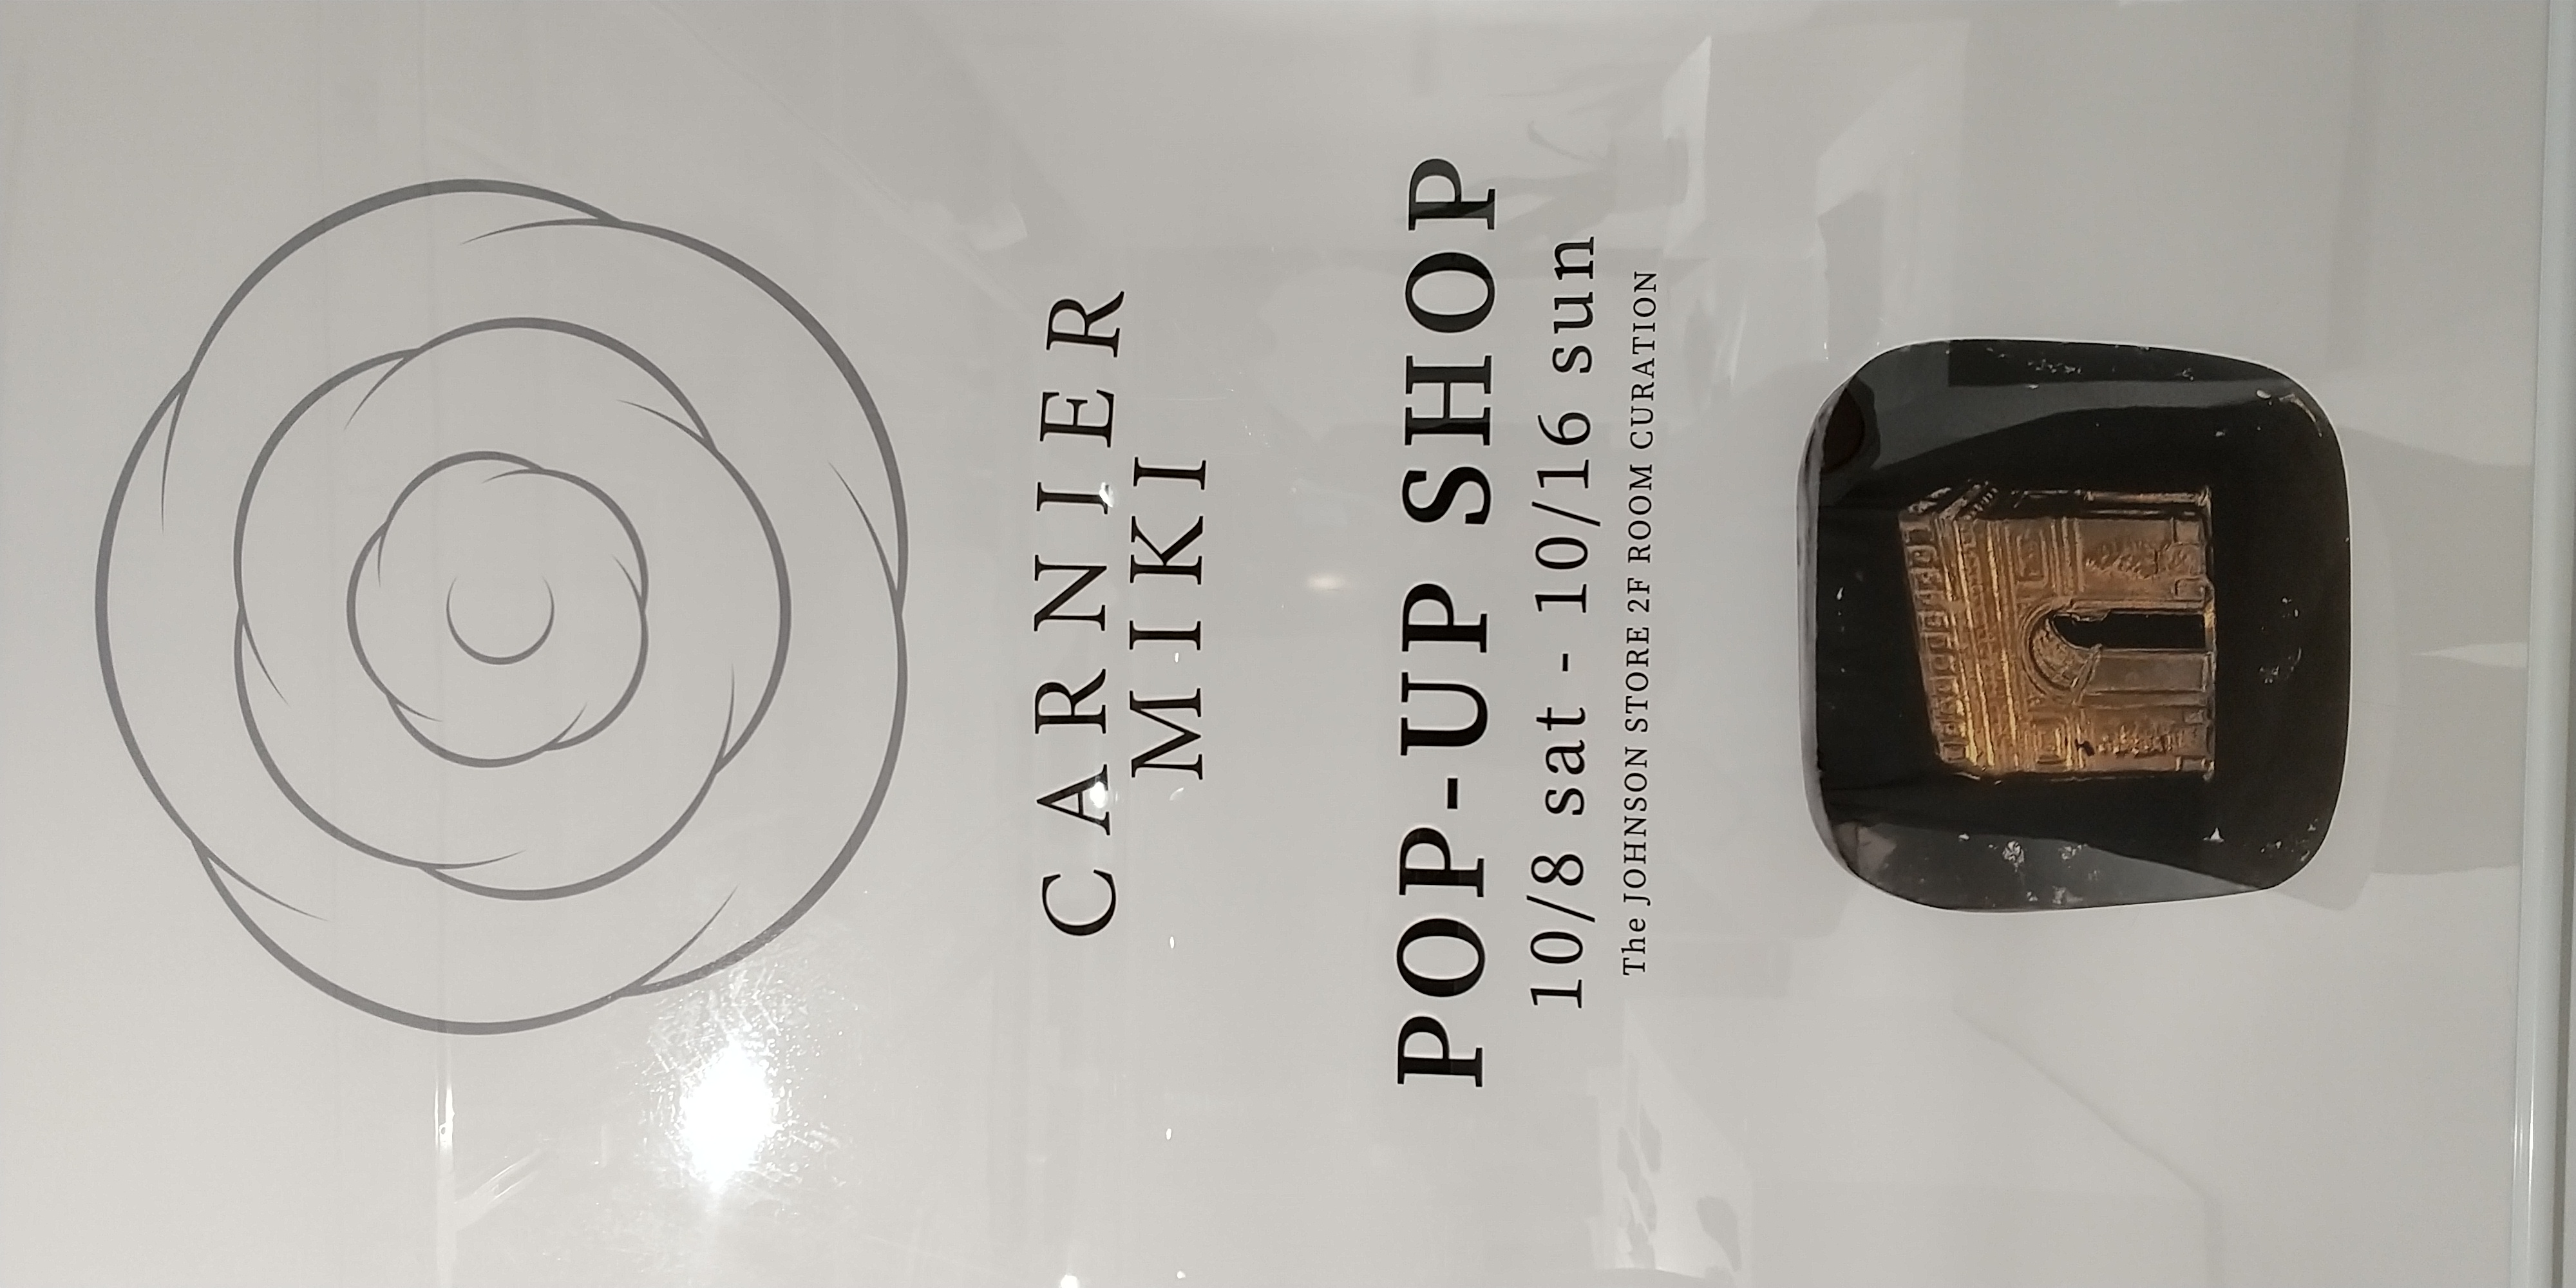 CARNIER
MIKI
POP-UP SHOP
10/8 sat - 10/16 sun
The JOHNSON STORE 2F ROOM CURATION